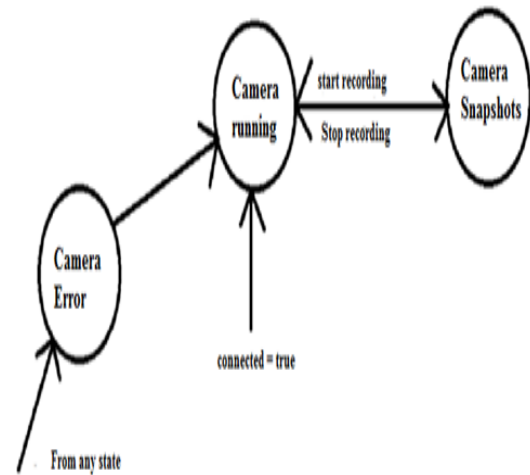 Camera
running
start recording
Stop recording
Camera
Snapshots
Camera
Error
connected = true
From any state